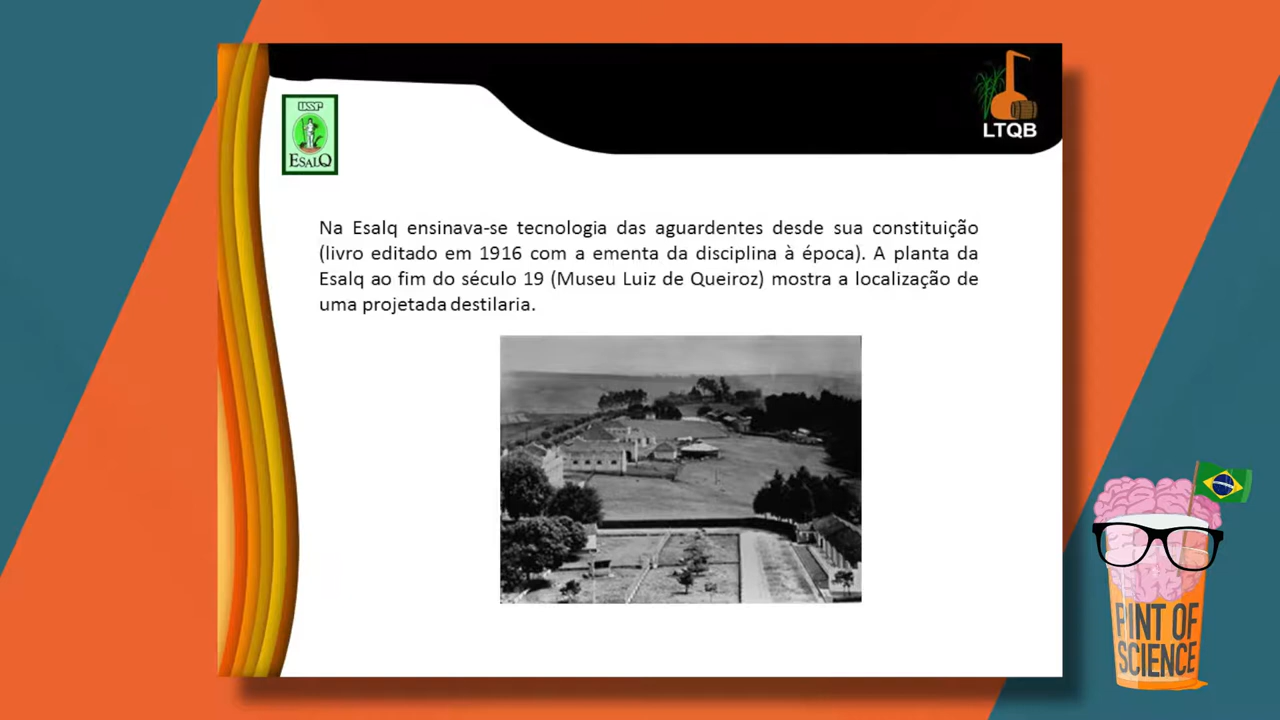 LTQB
USP
ESALQ
Na Esalq ensinava-se tecnologia das aguardentes desde sua constituição
(livro editado em 1916 com a ementa da disciplina à época). A planta da
Esalq ao fim do século 19 (Museu Luiz de Queiroz) mostra a localização de
uma projetada destilaria.
PINT OF
SCIENCE